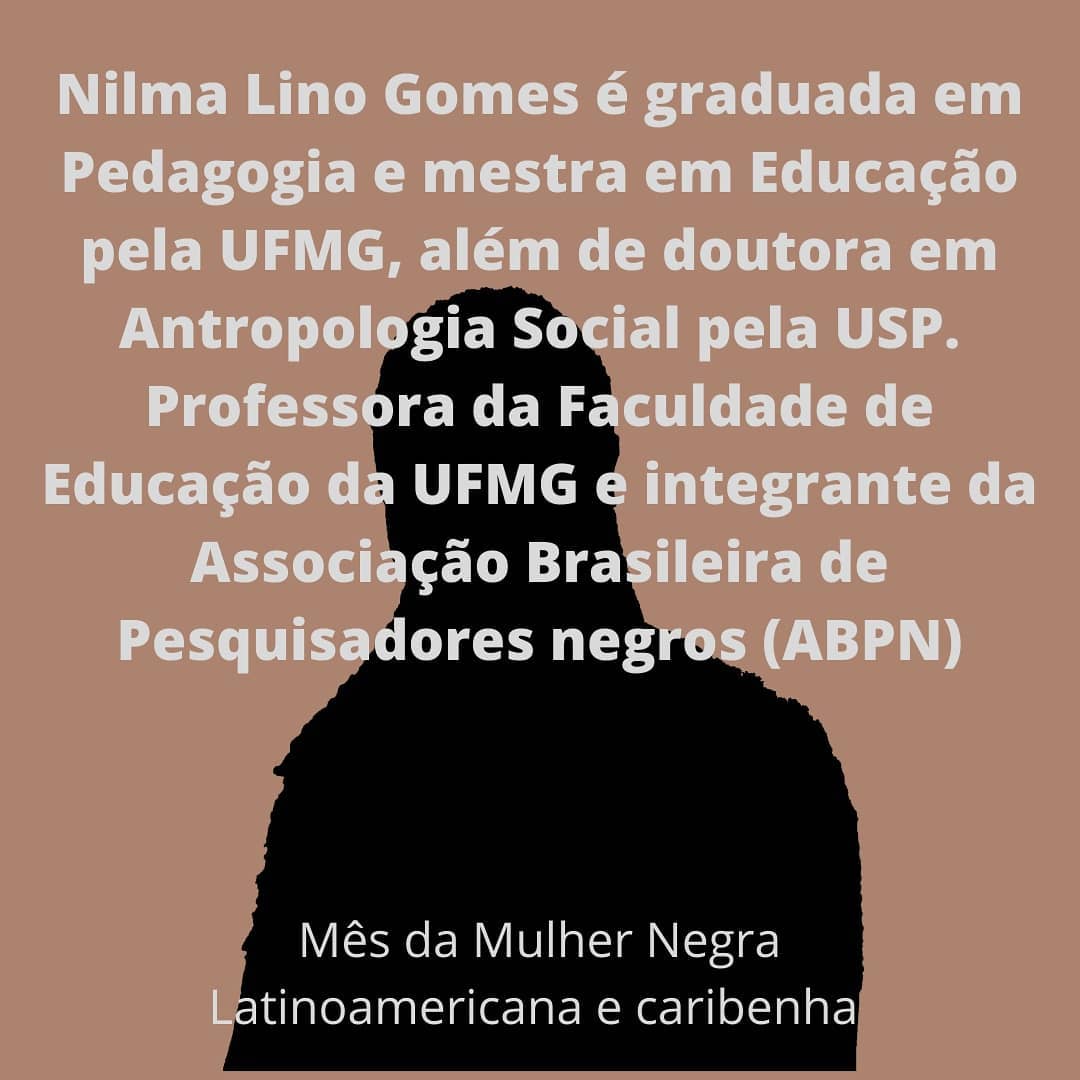 Nilma Lino Gomes é graduada em
Pedagogia e mestra em Educação
pela UFMG, além de doutora em
Antropologia Social pela USP.
Professora da Faculdade de
Educação da UFMG e integrante da
Associação Brasileira de
Pesquisadores negros (ABPN)
Mês da Mulher Negra
Latinoamericana e caribenha